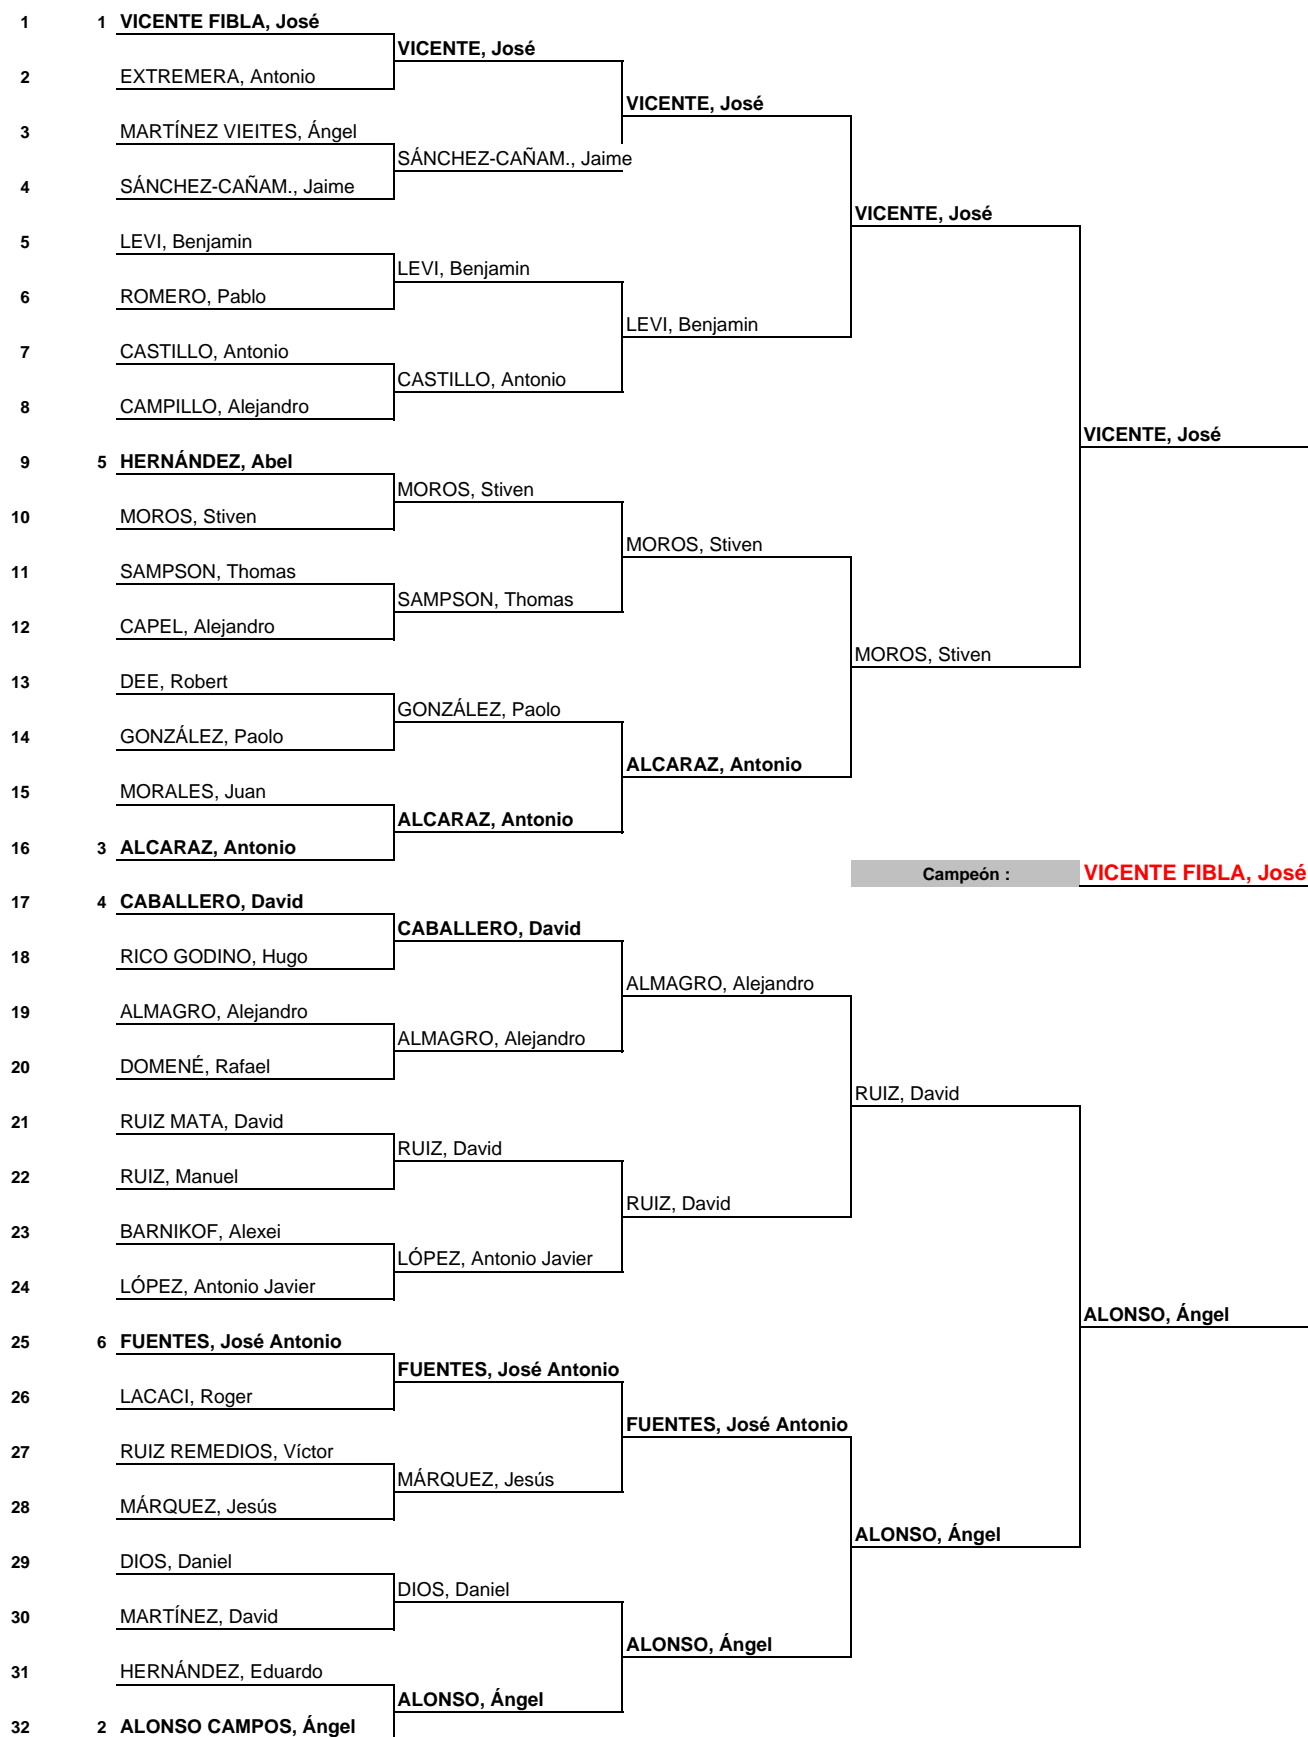 1 1 VICENTE FIBLA, José
VICENTE, José
2 EXTREMERA, Antonio
VICENTE, José
3 MARTÍNEZ VIEITES, Ángel
SÁNCHEZ-CAÑAM., Jaime
4 SÁNCHEZ-CAÑAM., Jaime
VICENTE, José
5 LEVI, Benjamin
LEVI, Benjamin
6 ROMERO, Pablo
LEVI, Benjamin
7 CASTILLO, Antonio
CASTILLO, Antonio
8 CAMPILLO, Alejandro
VICENTE, José
9 5 HERNÁNDEZ, Abel
MOROS, Stiven
10 MOROS, Stiven
MOROS, Stiven
11 SAMPSON, Thomas
SAMPSON, Thomas
12 CAPEL, Alejandro
MOROS, Stiven
13 DEE, Robert
GONZÁLEZ, Paolo
14 GONZÁLEZ, Paolo
ALCARAZ, Antonio
15 MORALES, Juan
ALCARAZ, Antonio
16 3 ALCARAZ, Antonio
Campeón : VICENTE FIBLA, José
17 4 CABALLERO, David
CABALLERO, David
18 RICO GODINO, Hugo
ALMAGRO, Alejandro
19 ALMAGRO, Alejandro
ALMAGRO, Alejandro
20 DOMENÉ, Rafael
RUIZ, David
21 RUIZ MATA, David
RUIZ, David
22 RUIZ, Manuel
RUIZ, David
23 BARNIKOF, Alexei
LÓPEZ, Antonio Javier
24 LÓPEZ, Antonio Javier
ALONSO, Ángel
25 6 FUENTES, José Antonio
FUENTES, José Antonio
26 LACACI, Roger
FUENTES, José Antonio
27 RUIZ REMEDIOS, Víctor
MÁRQUEZ, Jesús
28 MÁRQUEZ, Jesús
ALONSO, Ángel
29 DIOS, Daniel
DIOS, Daniel
30 MARTÍNEZ, David
ALONSO, Ángel
31 HERNÁNDEZ, Eduardo
ALONSO, Ángel
32 2 ALONSO CAMPOS, Ángel